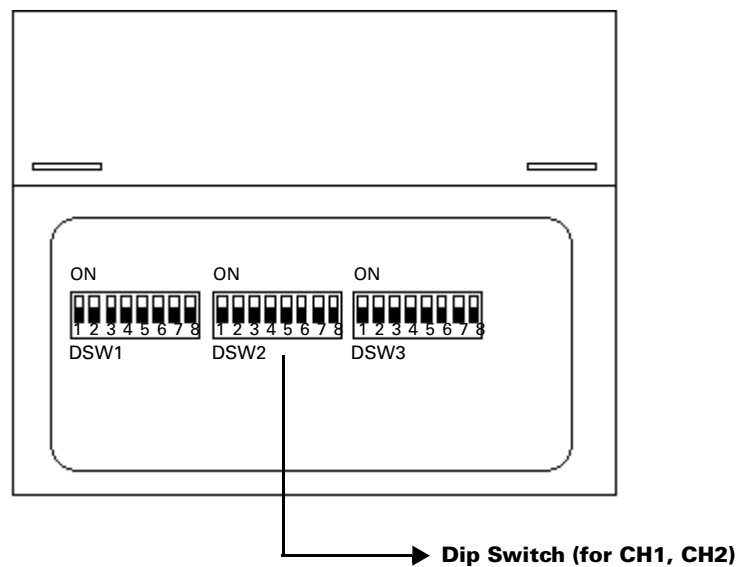 ON ON ON
1 2 3 4 5 6 7 8 1 2 3 4 5 6 7 8 1 2 3 4 5 6 7 8
DSW1 DSW2 DSW3
Dip Switch (for CH1, CH2)